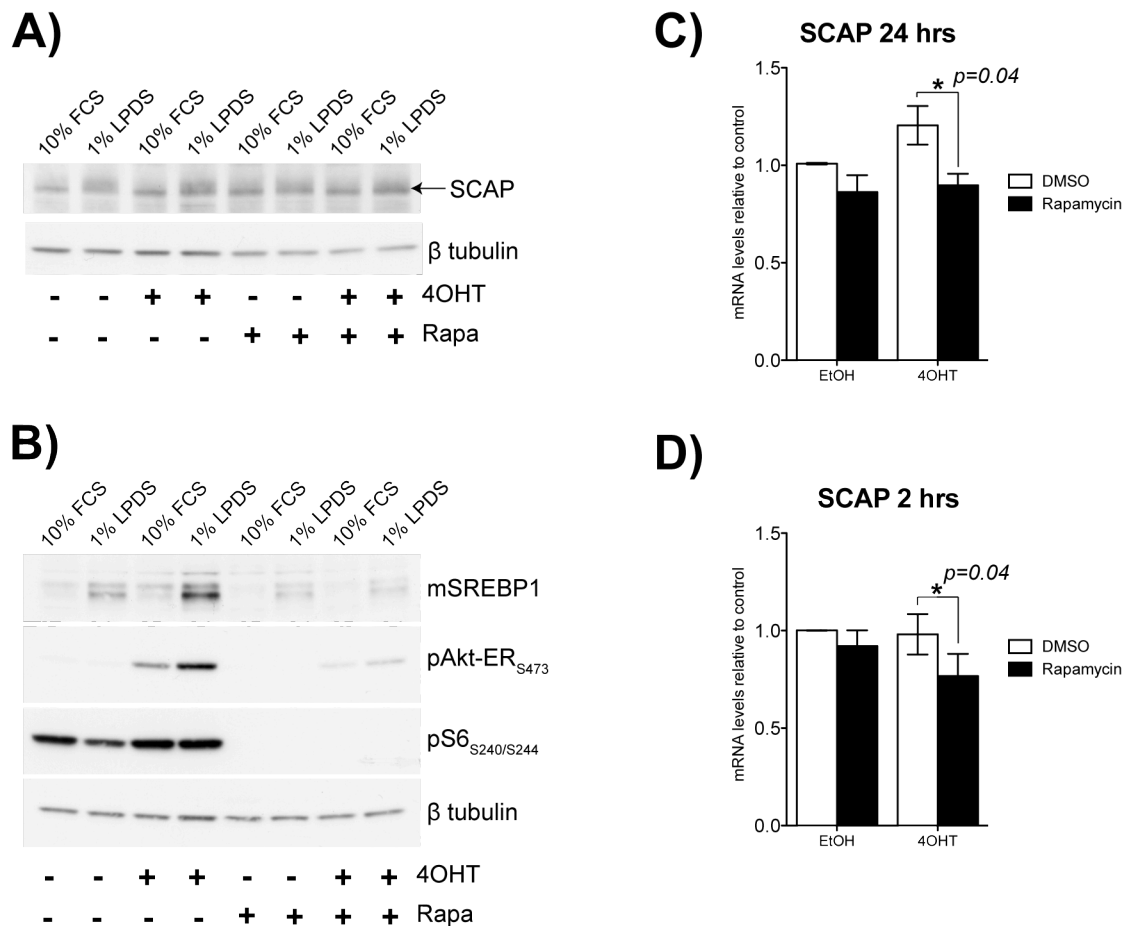 A)
10% FCS 1% LPDS 10% FCS 1% LPDS 10% FCS 1% LPDS 10% FCS 1% LPDS
SCAP
β tubulin
- - + + - - + + 4OHT
- - - - + + + + Rapa
B)
10% FCS 1% LPDS 10% FCS 1% LPDS 10% FCS 1% LPDS 10% FCS 1% LPDS
mSREBP1
pAkt-ERS473
pS6S240/S244
β tubulin
- - + + - - + + 4OHT
- - - - + + + + Rapa
C)
SCAP 24 hrs
mRNA levels relative to control
1.5
1.0
0.5
0.0
* p=0.04
EtOH 4OHT
DMSO
Rapamycin
D)
SCAP 2 hrs
mRNA levels relative to control
1.5
1.0
0.5
0.0
* p=0.04
EtOH 4OHT
DMSO
Rapamycin